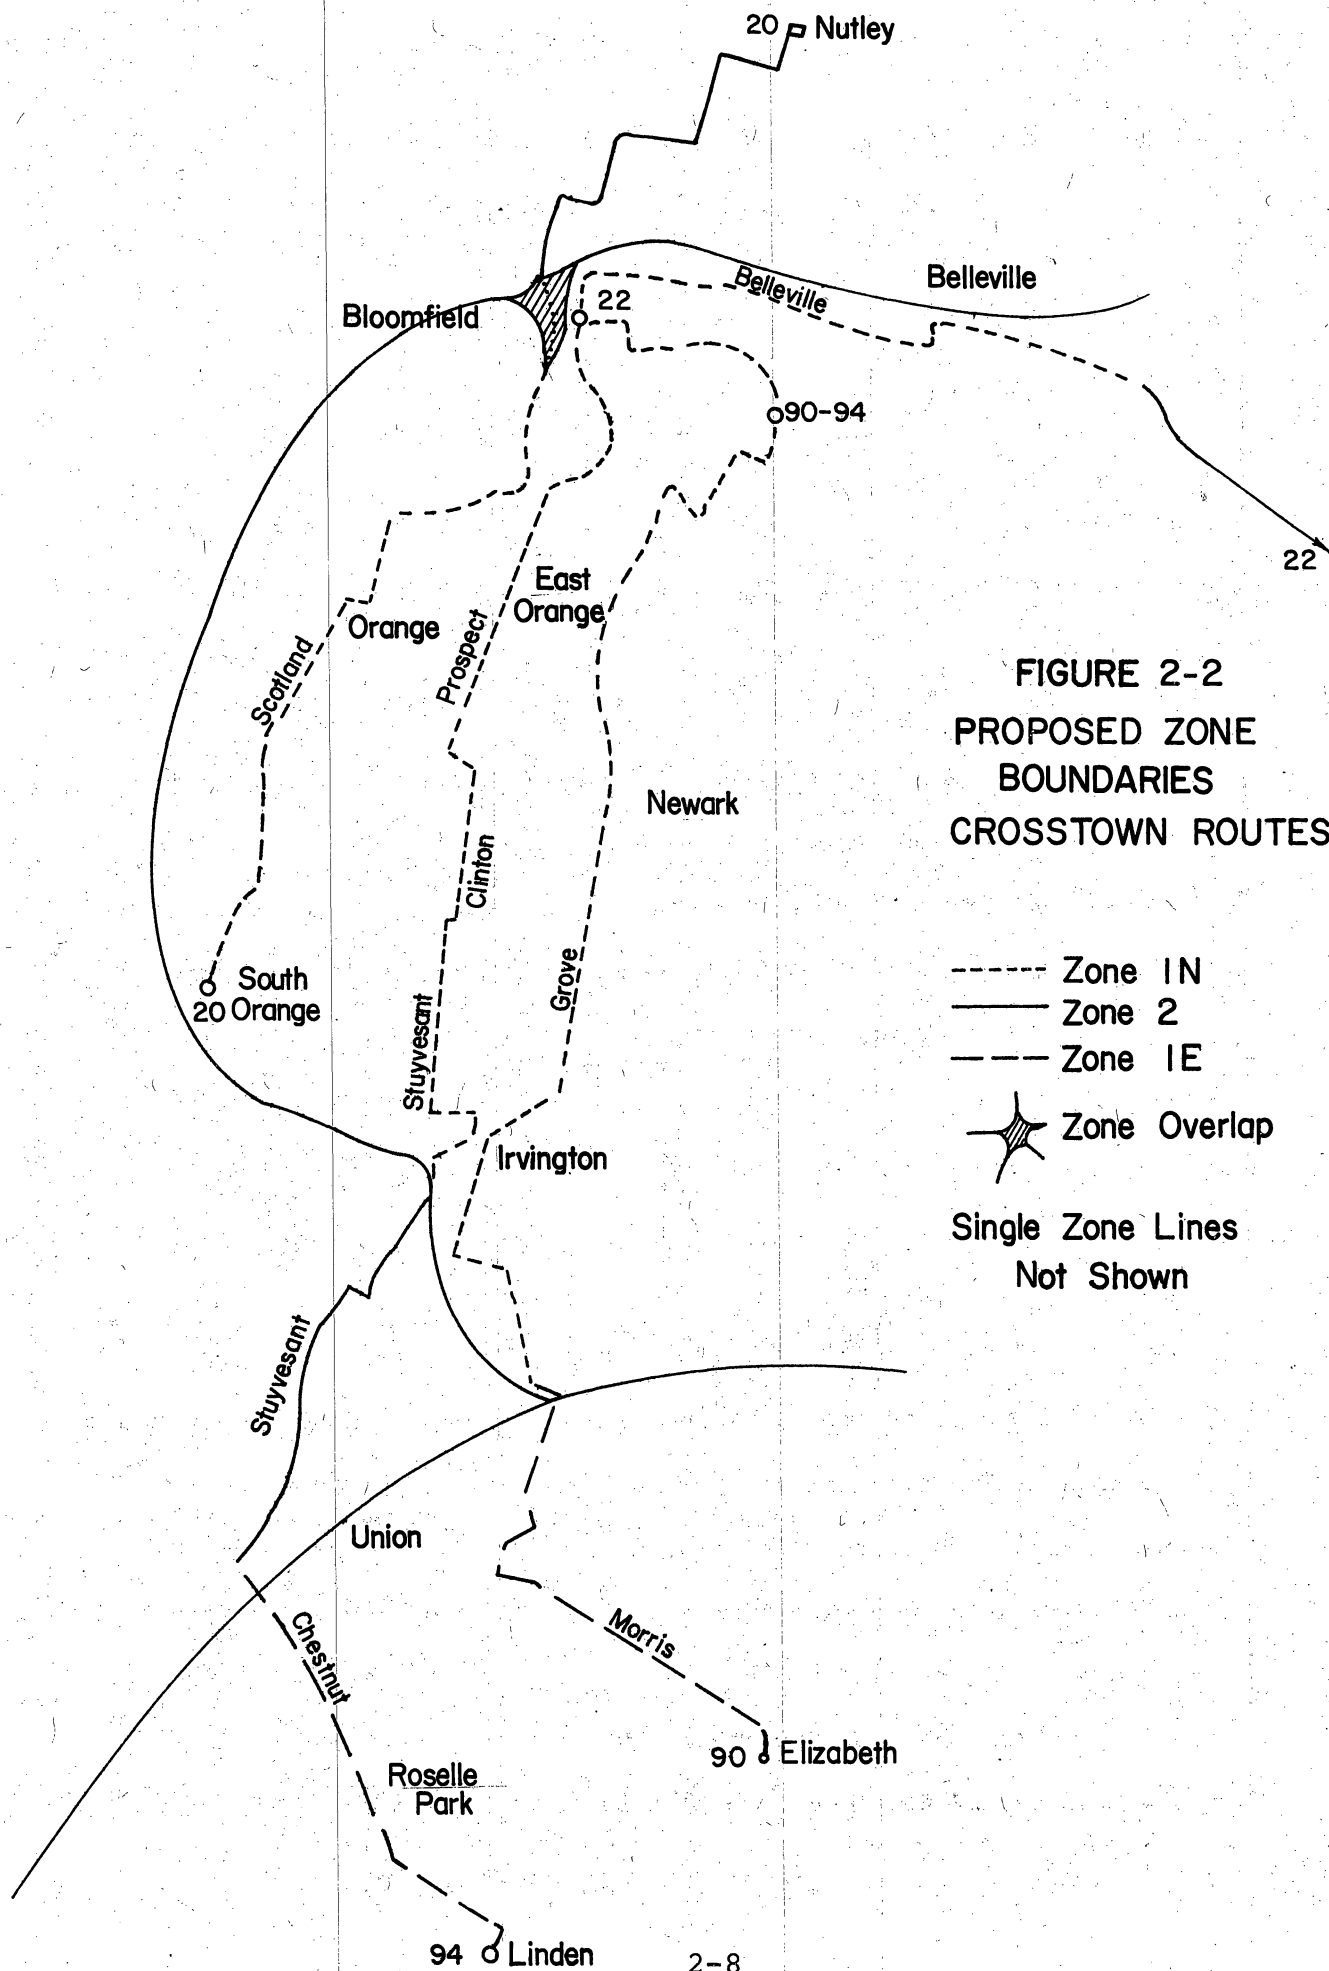 20 Nutley
Belleville
Belleville
22
Bloomfield
90-94
22
East
Orange
Orange
Prospect
Scotland
FIGURE 2-2
PROPOSED ZONE
BOUNDARIES
CROSSTOWN ROUTES
Newark
Clinton
Grove
South
20 Orange
Stuyvesant
Zone 1N
Zone 2
Zone 1E
Zone Overlap
Irvington
Single Zone Lines
Not Shown
Stuyvesant
Union
Chestnut
Morris
90 Elizabeth
Roselle
Park
94 Linden
2-8